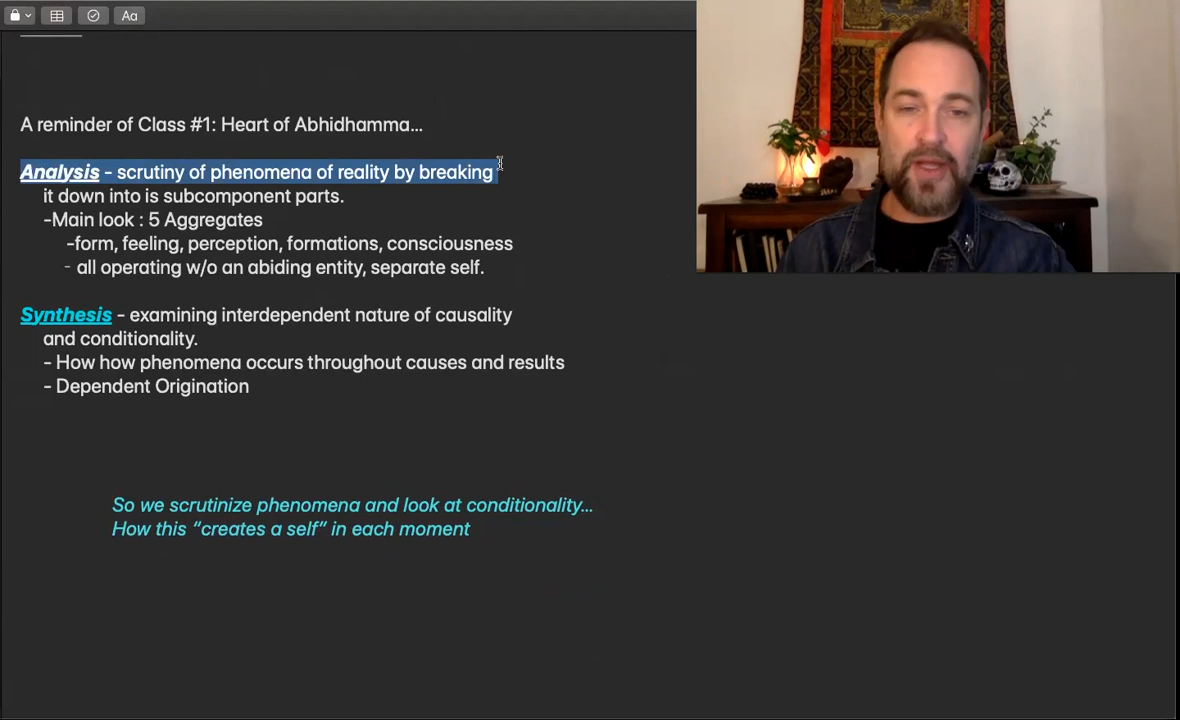 Aa
A reminder of Class #1: Heart of Abhidhamma...
Analysis - scrutiny of phenomena of reality by breaking
it down into is subcomponent parts.
-Main look : 5 Aggregates
-form, feeling, perception, formations, consciousness
- all operating w/o an abiding entity, separate self.
Synthesis - examining interdependent nature of causality
and conditionality.
- How how phenomena occurs throughout causes and results
- Dependent Origination
So we scrutinize phenomena and look at conditionality...
How this “creates a self” in each moment